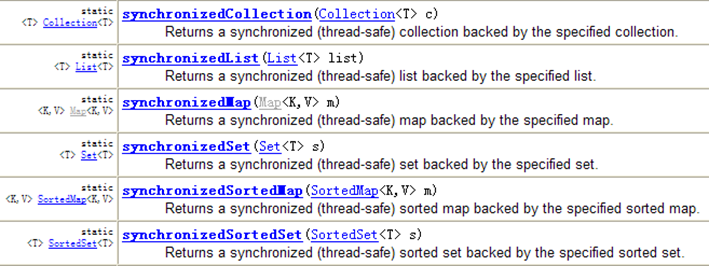 static
<T> Collection<T>
synchronizedCollection(Collection<T> c)
Returns a synchronized (thread-safe) collection backed by the specified collection.
static
<T> List<T>
synchronizedList(List<T> list)
Returns a synchronized (thread-safe) list backed by the specified list.
static
<K,V> Map<K,V>
synchronizedMap(Map<K,V> m)
Returns a synchronized (thread-safe) map backed by the specified map.
static
<T> Set<T>
synchronizedSet(Set<T> s)
Returns a synchronized (thread-safe) set backed by the specified set.
static
<K,V> SortedMap<K,V>
synchronizedSortedMap(SortedMap<K,V> m)
Returns a synchronized (thread-safe) sorted map backed by the specified sorted map.
static
<T> SortedSet<T>
synchronizedSortedSet(SortedSet<T> s)
Returns a synchronized (thread-safe) sorted set backed by the specified sorted set.